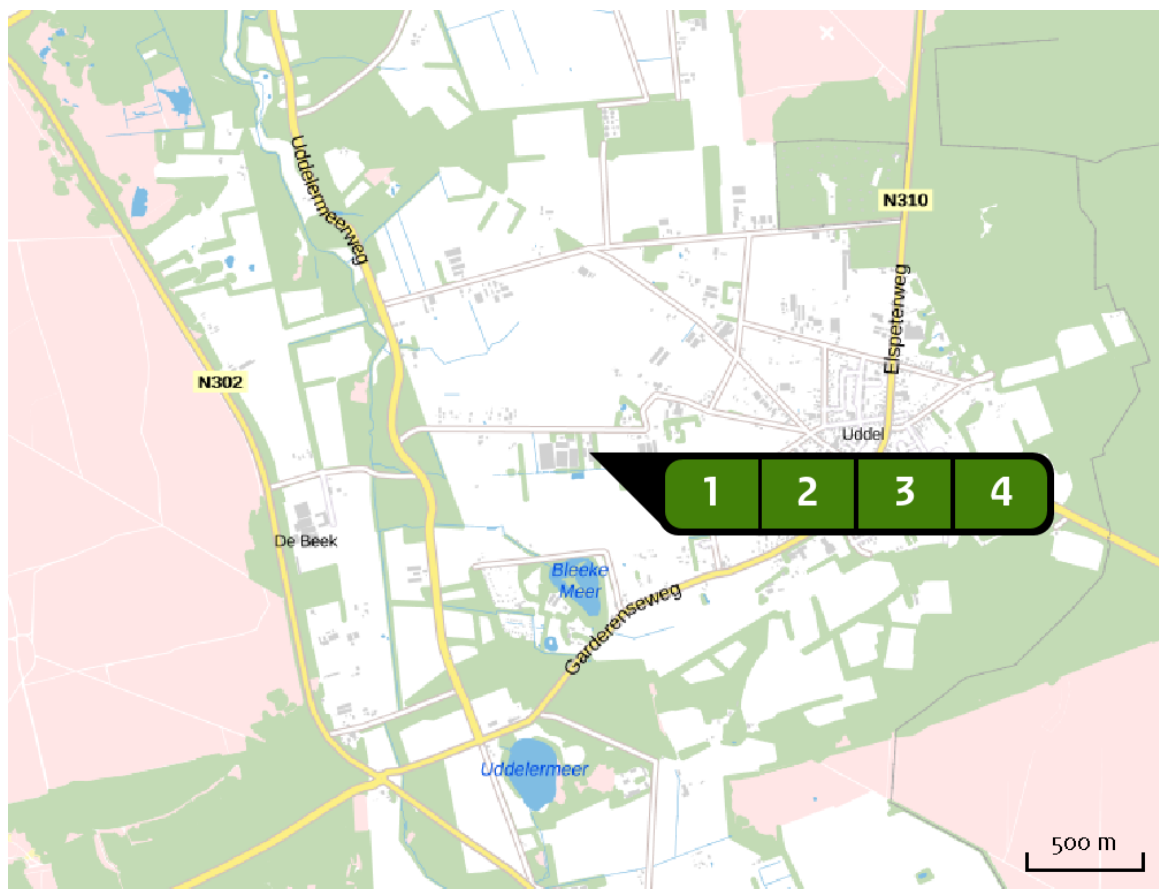 Uddelermeerweg
N310
Elspeterweg
N302
Uddel
1 2 3 4
De Beek
Bleeke
Meer
Garderenseweg
Uddelermeer
500 m